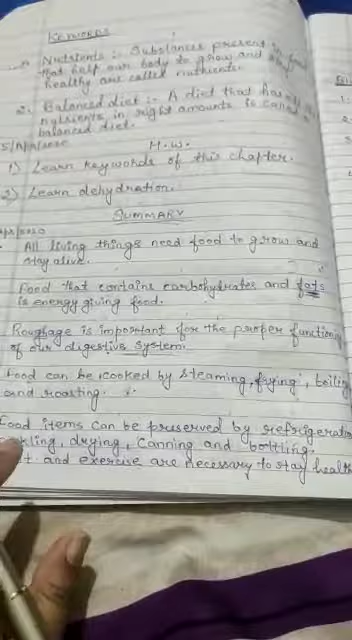 Keywords
1. Nutrients :- Substances present in food
that help our body to grow and stay
healthy are called nutrients.
2. Balanced diet :- A diet that has all
nutrients in right amounts is called
balanced diet.
H.W.
1) Learn keywords of this chapter.
2) Learn dehydration.
SUMMARY
All living things need food to grow and
stay alive.
Food that contains carbohydrates and fats
is energy giving food.
Roughage is important for the proper function
of our digestive system.
Food can be cooked by steaming, frying, boiling
and roasting.
Food items can be preserved by refrigeratio
kling, drying, canning and bottling.
and exercise are necessary to stay health